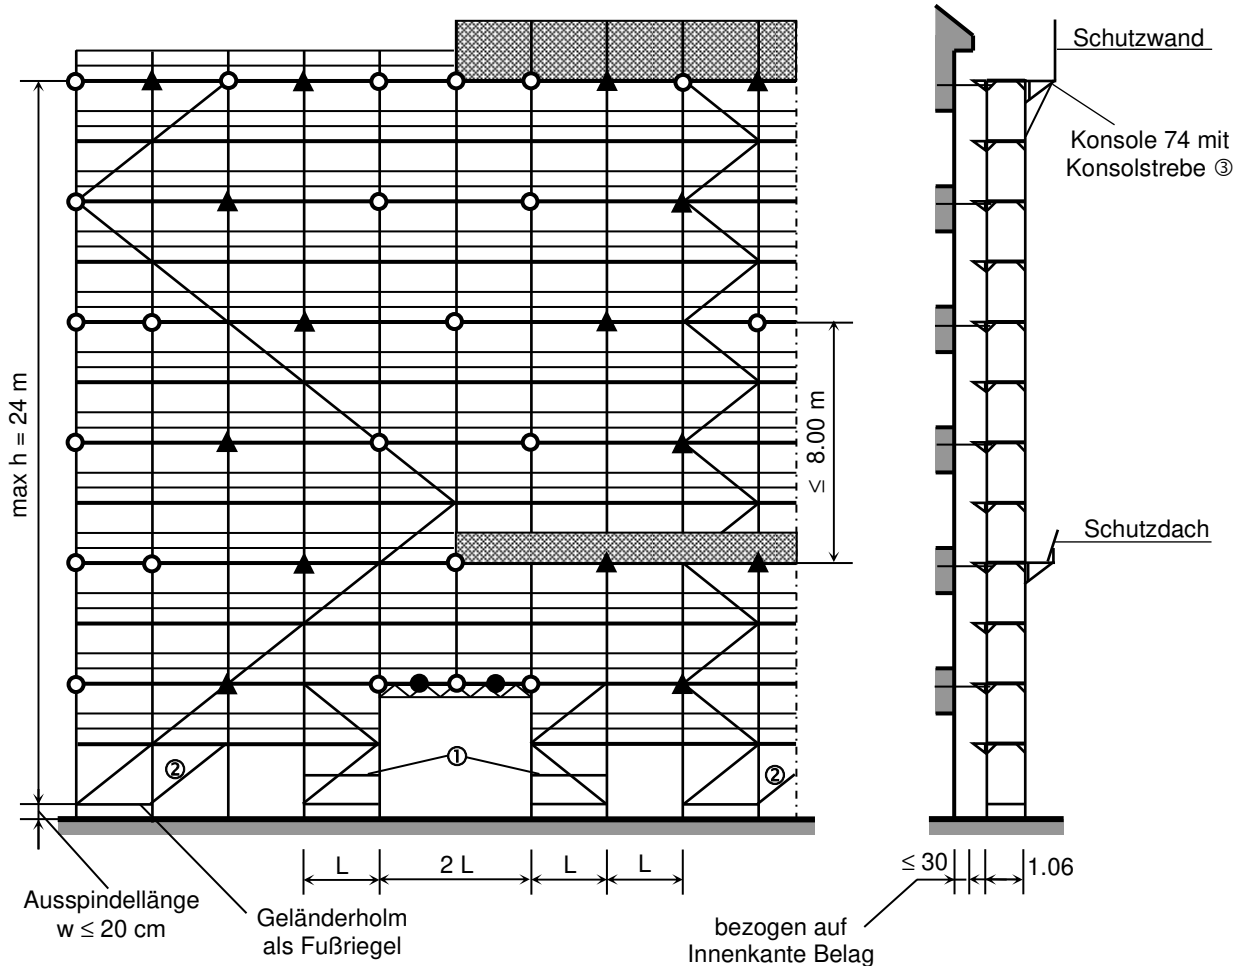 Schutzwand
Konsole 74 mit
Konsolstrebe ③
max h = 24 m
≤ 8.00 m
Schutzdach
②
①
②
L
2 L
L
L
≤ 30
1.06
Ausspindellänge
w ≤ 20 cm
Geländerholm
als Fußriegel
bezogen auf
Innenkante Belag